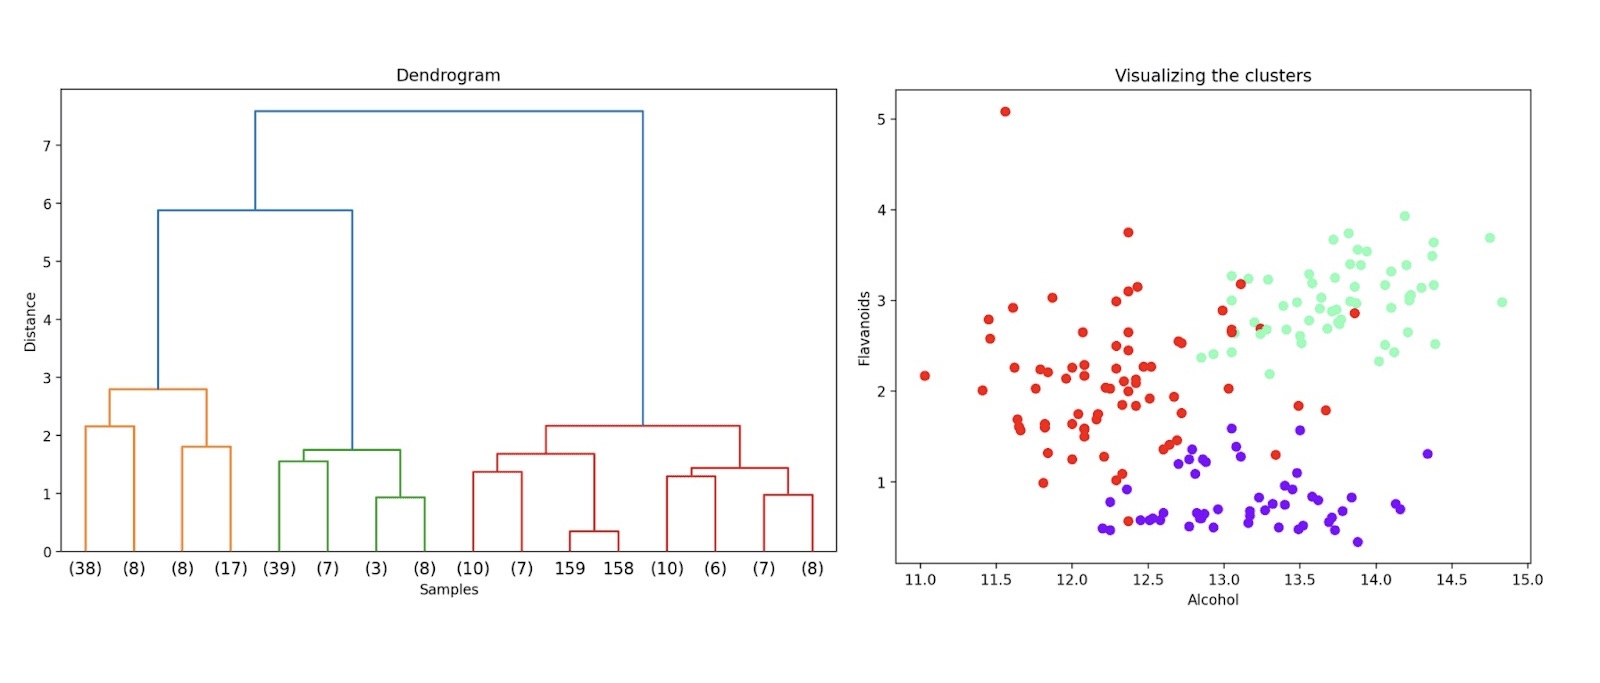 Dendrogram
7
6
5
4
3
2
1
0
Distance
(38) (8) (8) (17) (39) (7) (3) (8) (10) (7) 159 158 (10) (6) (7) (8)
Samples
Visualizing the clusters
5
4
3
2
1
Flavanoids
11.0 11.5 12.0 12.5 13.0 13.5 14.0 14.5 15.0
Alcohol